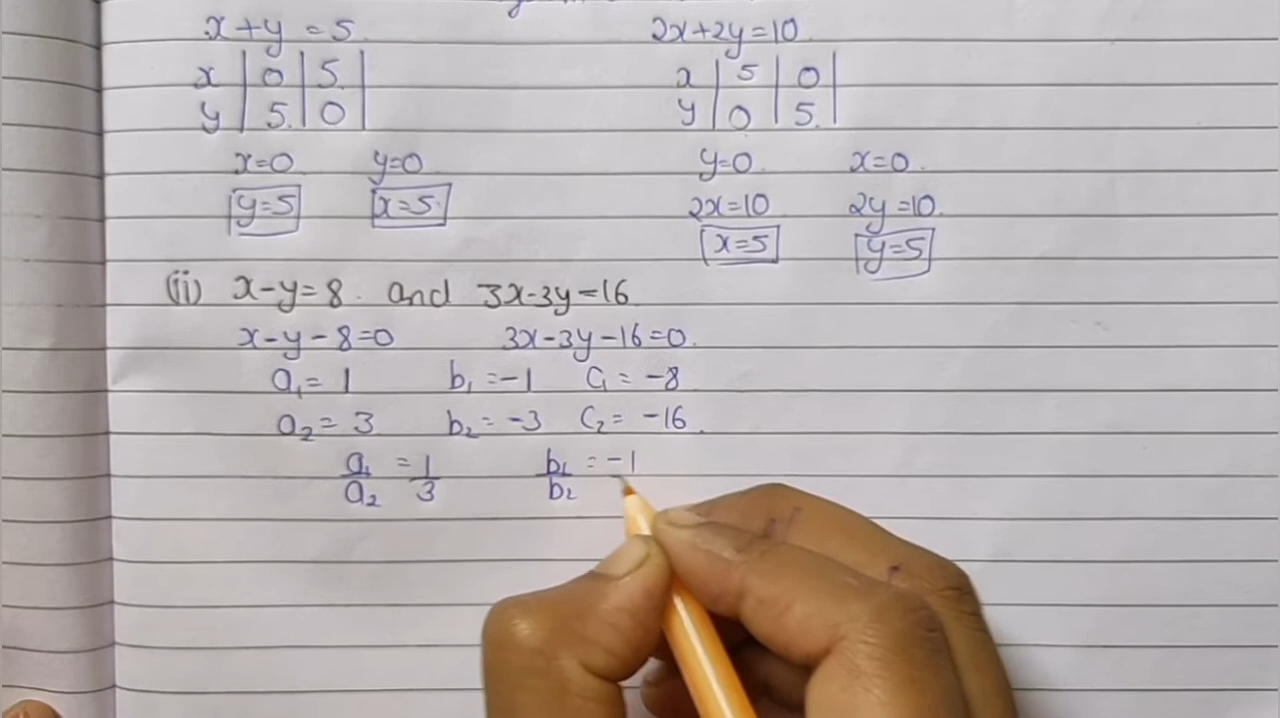 x+y=5 2x+2y=10
x | 0 | 5 | x | 5 | 0 |
y | 5 | 0 | y | 0 | 5 |
x=0 y=0 y=0 x=0
y=5 x=5 2x=10 2y=10
x=5 y=5
(ii) x-y=8 and 3x-3y=16
x-y-8=0 3x-3y-16=0
a₁=1 b₁=-1 c₁=-8
a₂=3 b₂=-3 c₂=-16
a₁/a₂=1/3 b₁/b₂=-1